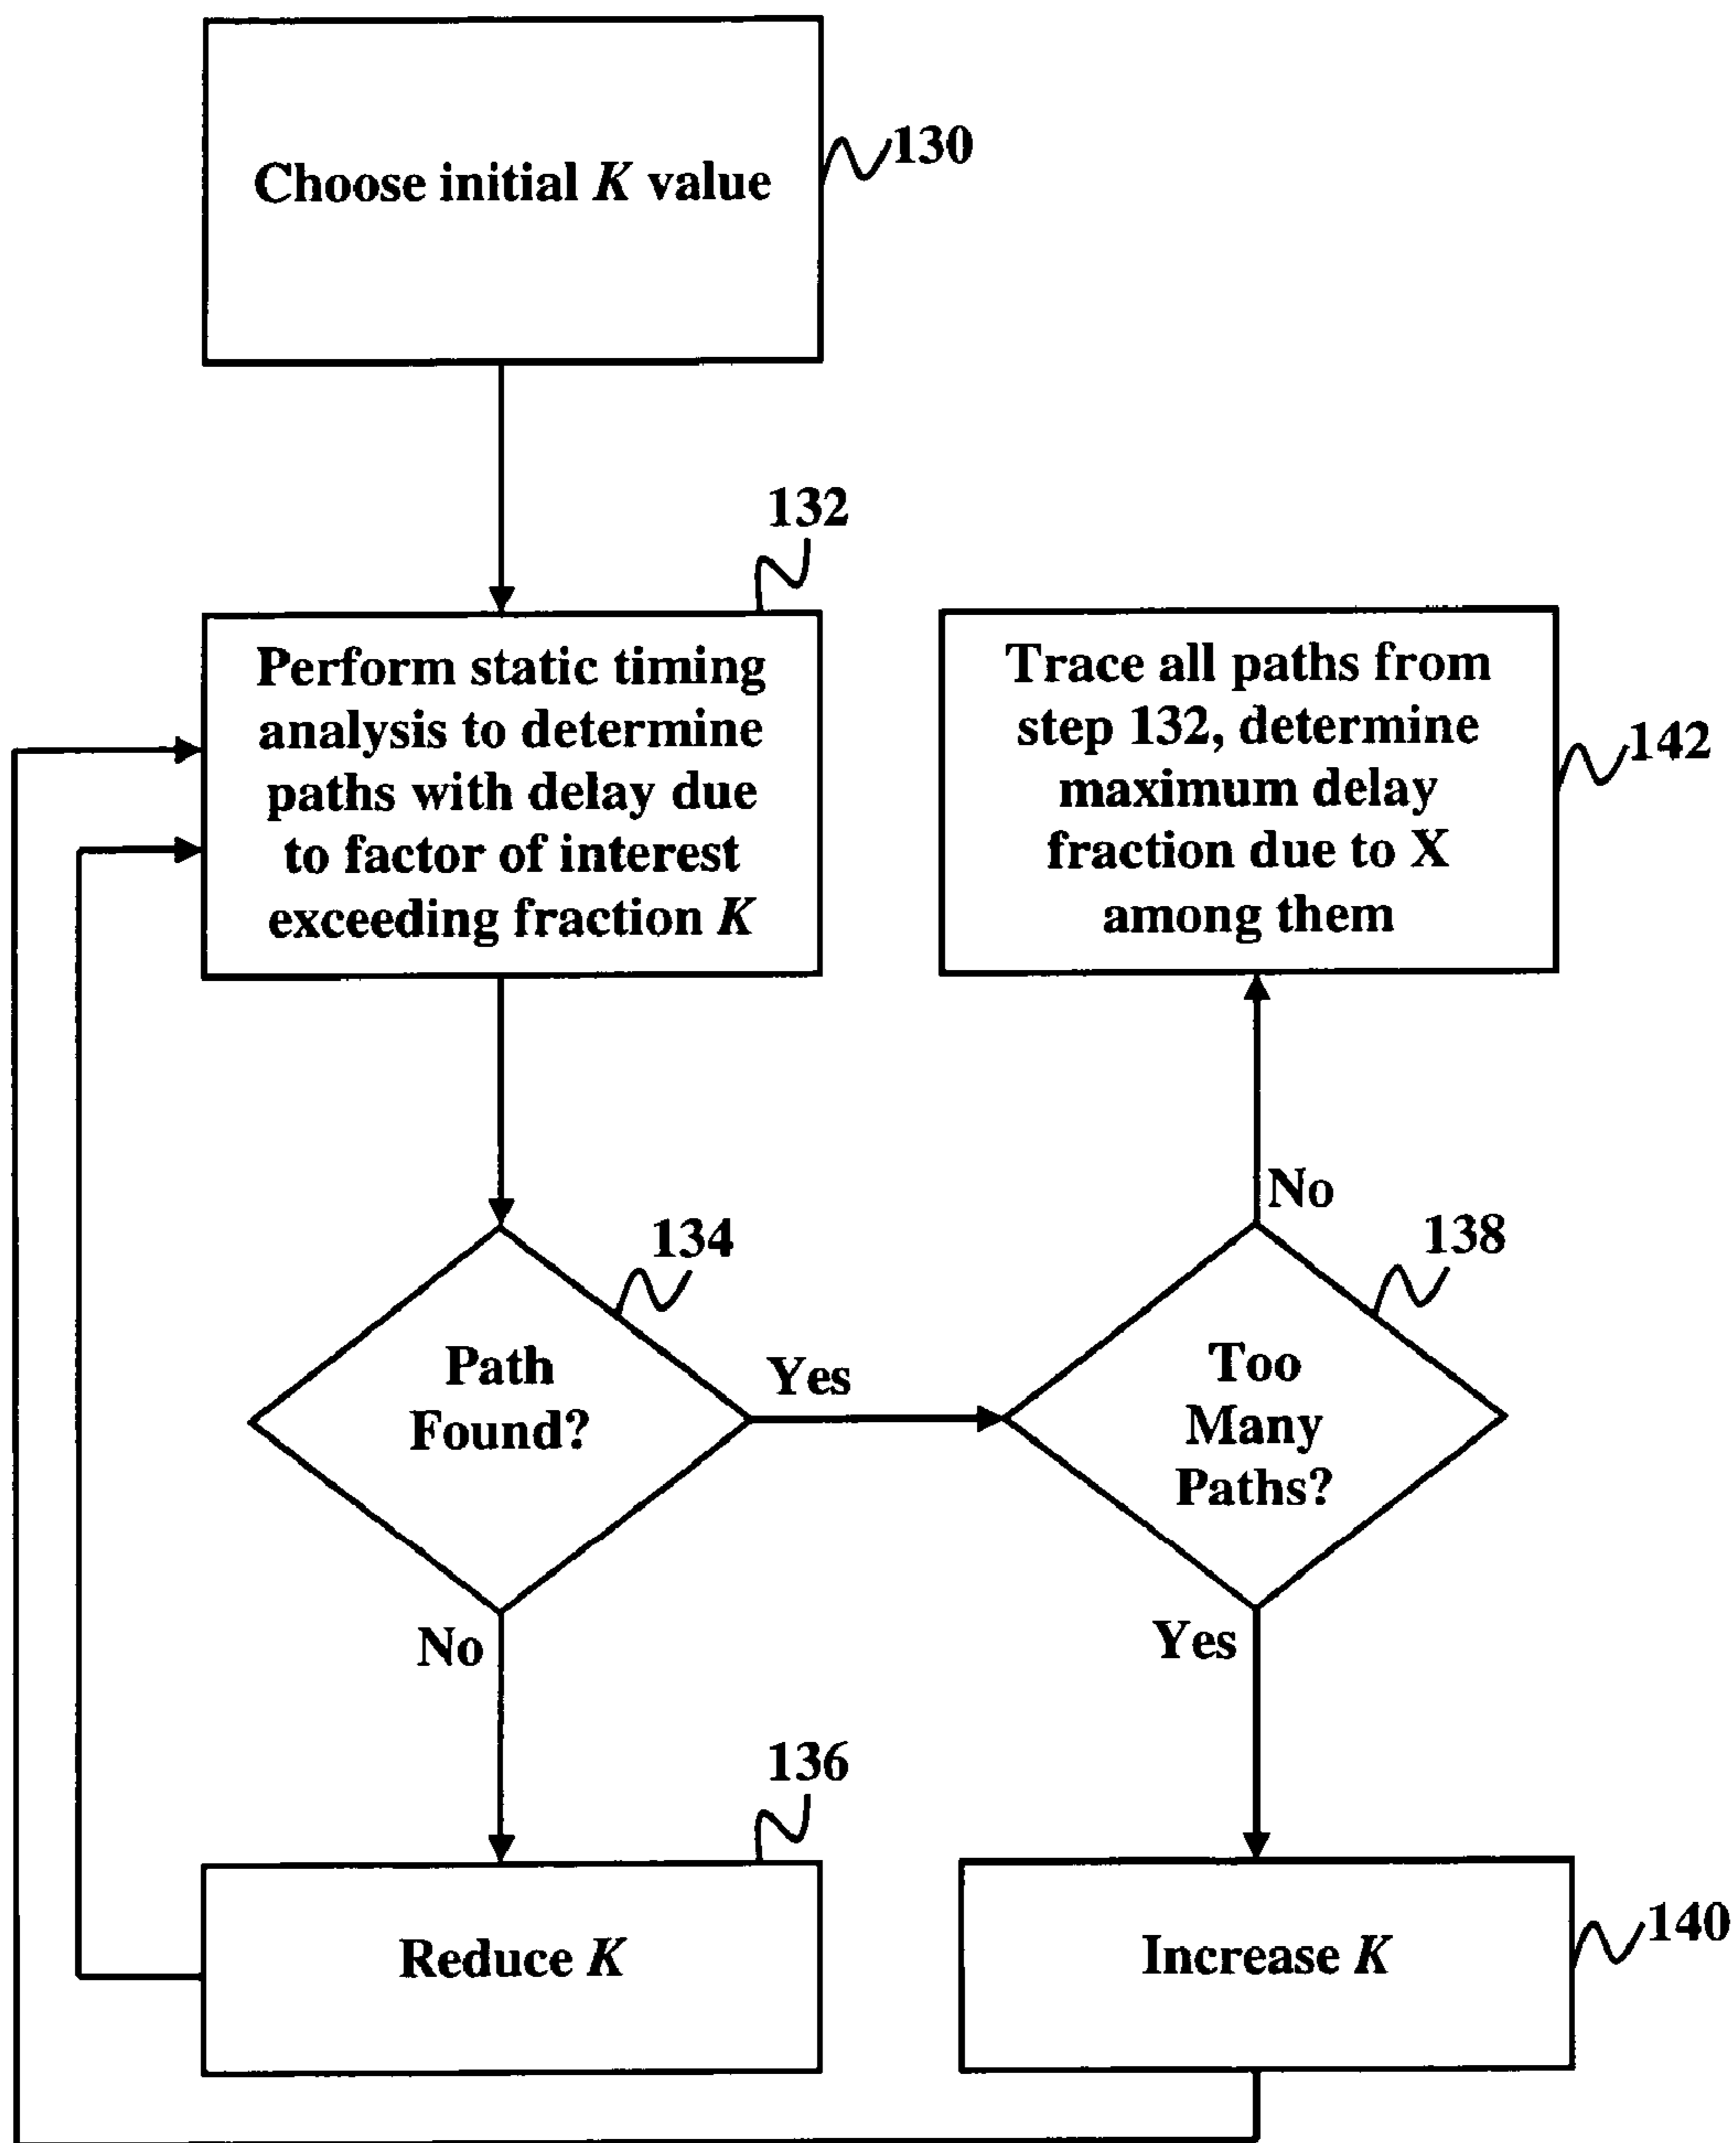 Choose initial K value
130
132
Perform static timing
analysis to determine
paths with delay due
to factor of interest
exceeding fraction K
Trace all paths from
step 132, determine
maximum delay
fraction due to X
among them
142
134
Path
Found?
Yes
No
138
Too
Many
Paths?
No
Yes
136
Reduce K
Increase K
140